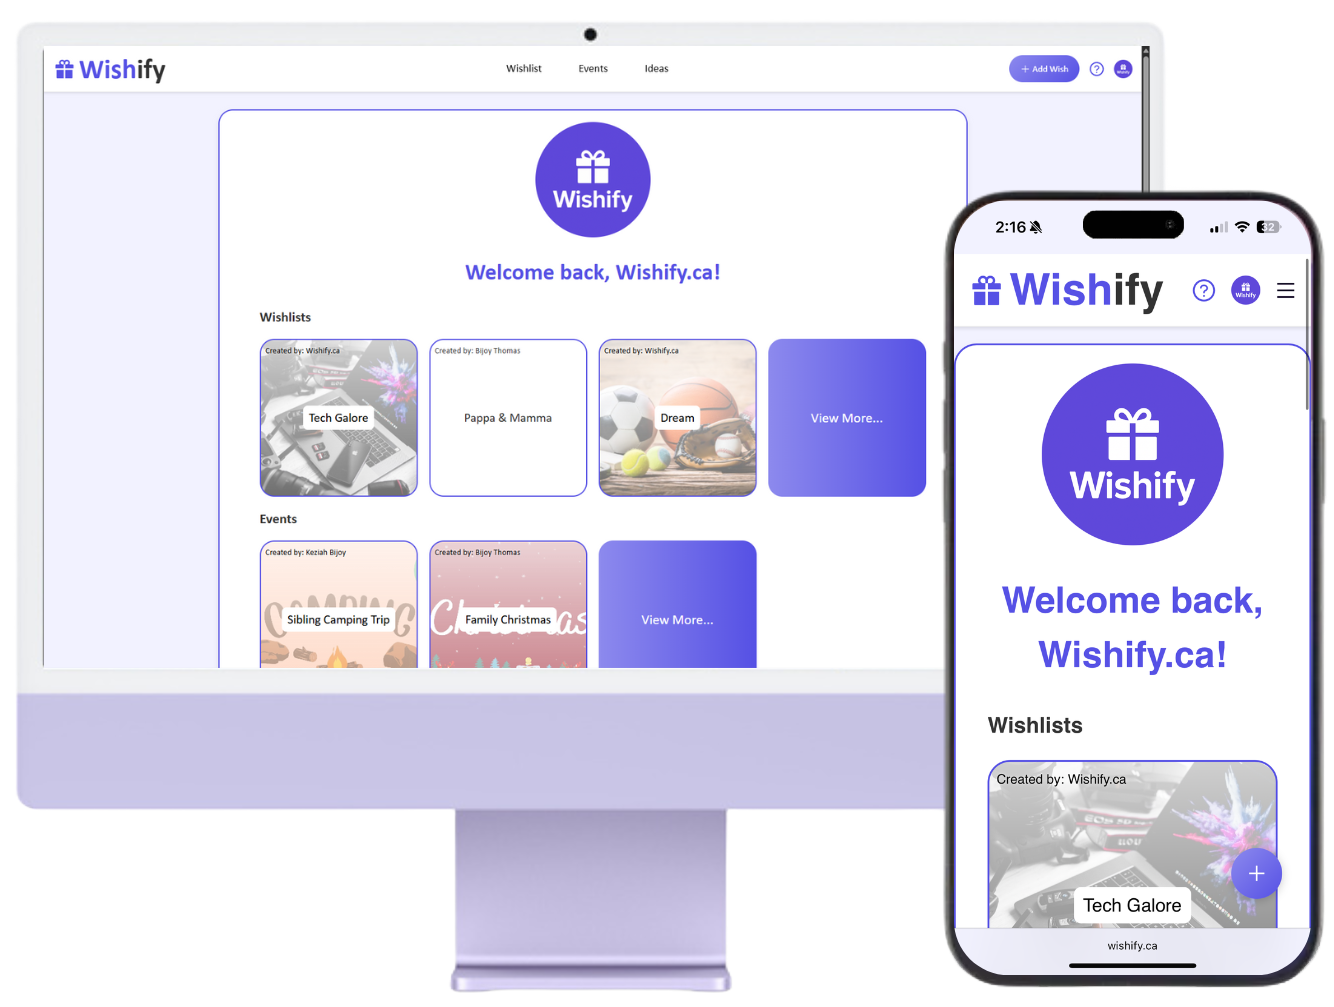 Wishify
Wishlist
Events
Ideas
+ Add Wish
Wishify
Welcome back, Wishify.ca!
Wishlists
Created by: Wishify.ca
Tech Galore
Created by: Bijoy Thomas
Pappa & Mamma
Created by: Wishify.ca
Dream
View More...
Events
Created by: Keziah Bijoy
CAMPING
Sibling Camping Trip
Created by: Bijoy Thomas
Christmas
Family Christmas
View More...
2:16
32
Wishify
Wishify
Wishify
Welcome back,
Wishify.ca!
Wishlists
Created by: Wishify.ca
Tech Galore
+
wishify.ca